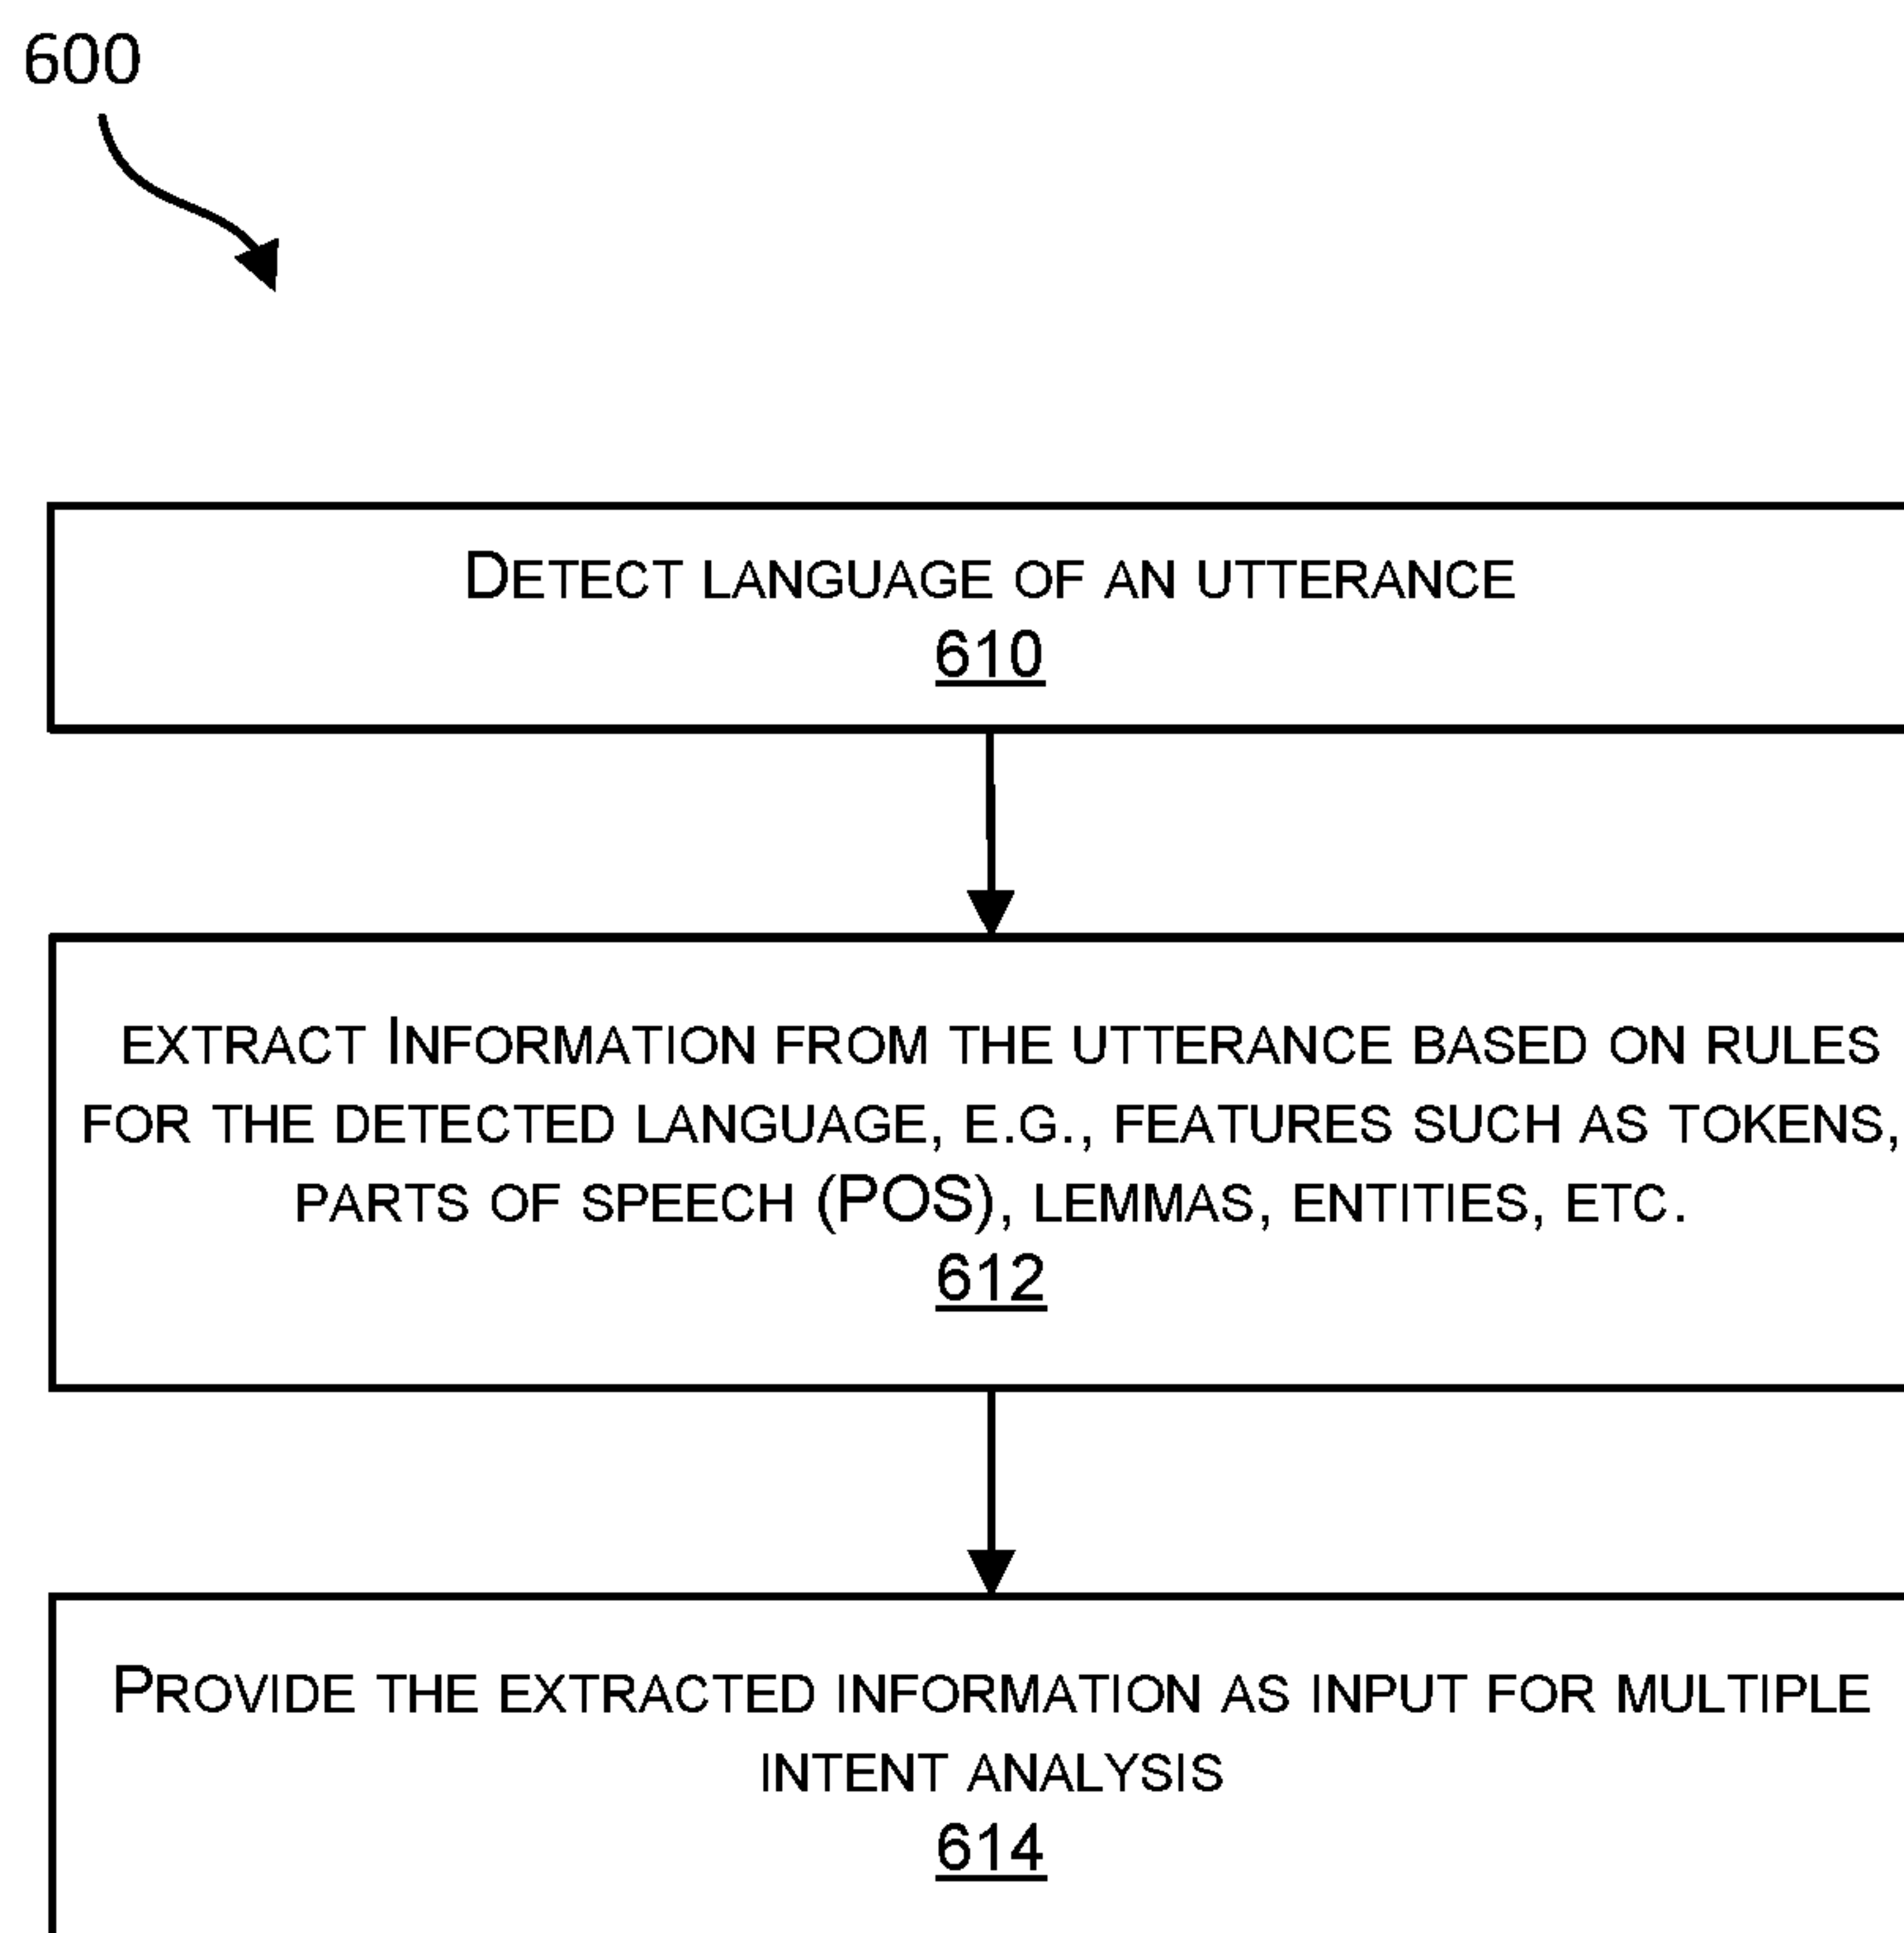 600
Detect language of an utterance
610
extract Information from the utterance based on rules
for the detected language, e.g., features such as tokens,
parts of speech (POS), lemmas, entities, etc.
612
Provide the extracted information as input for multiple
intent analysis
614